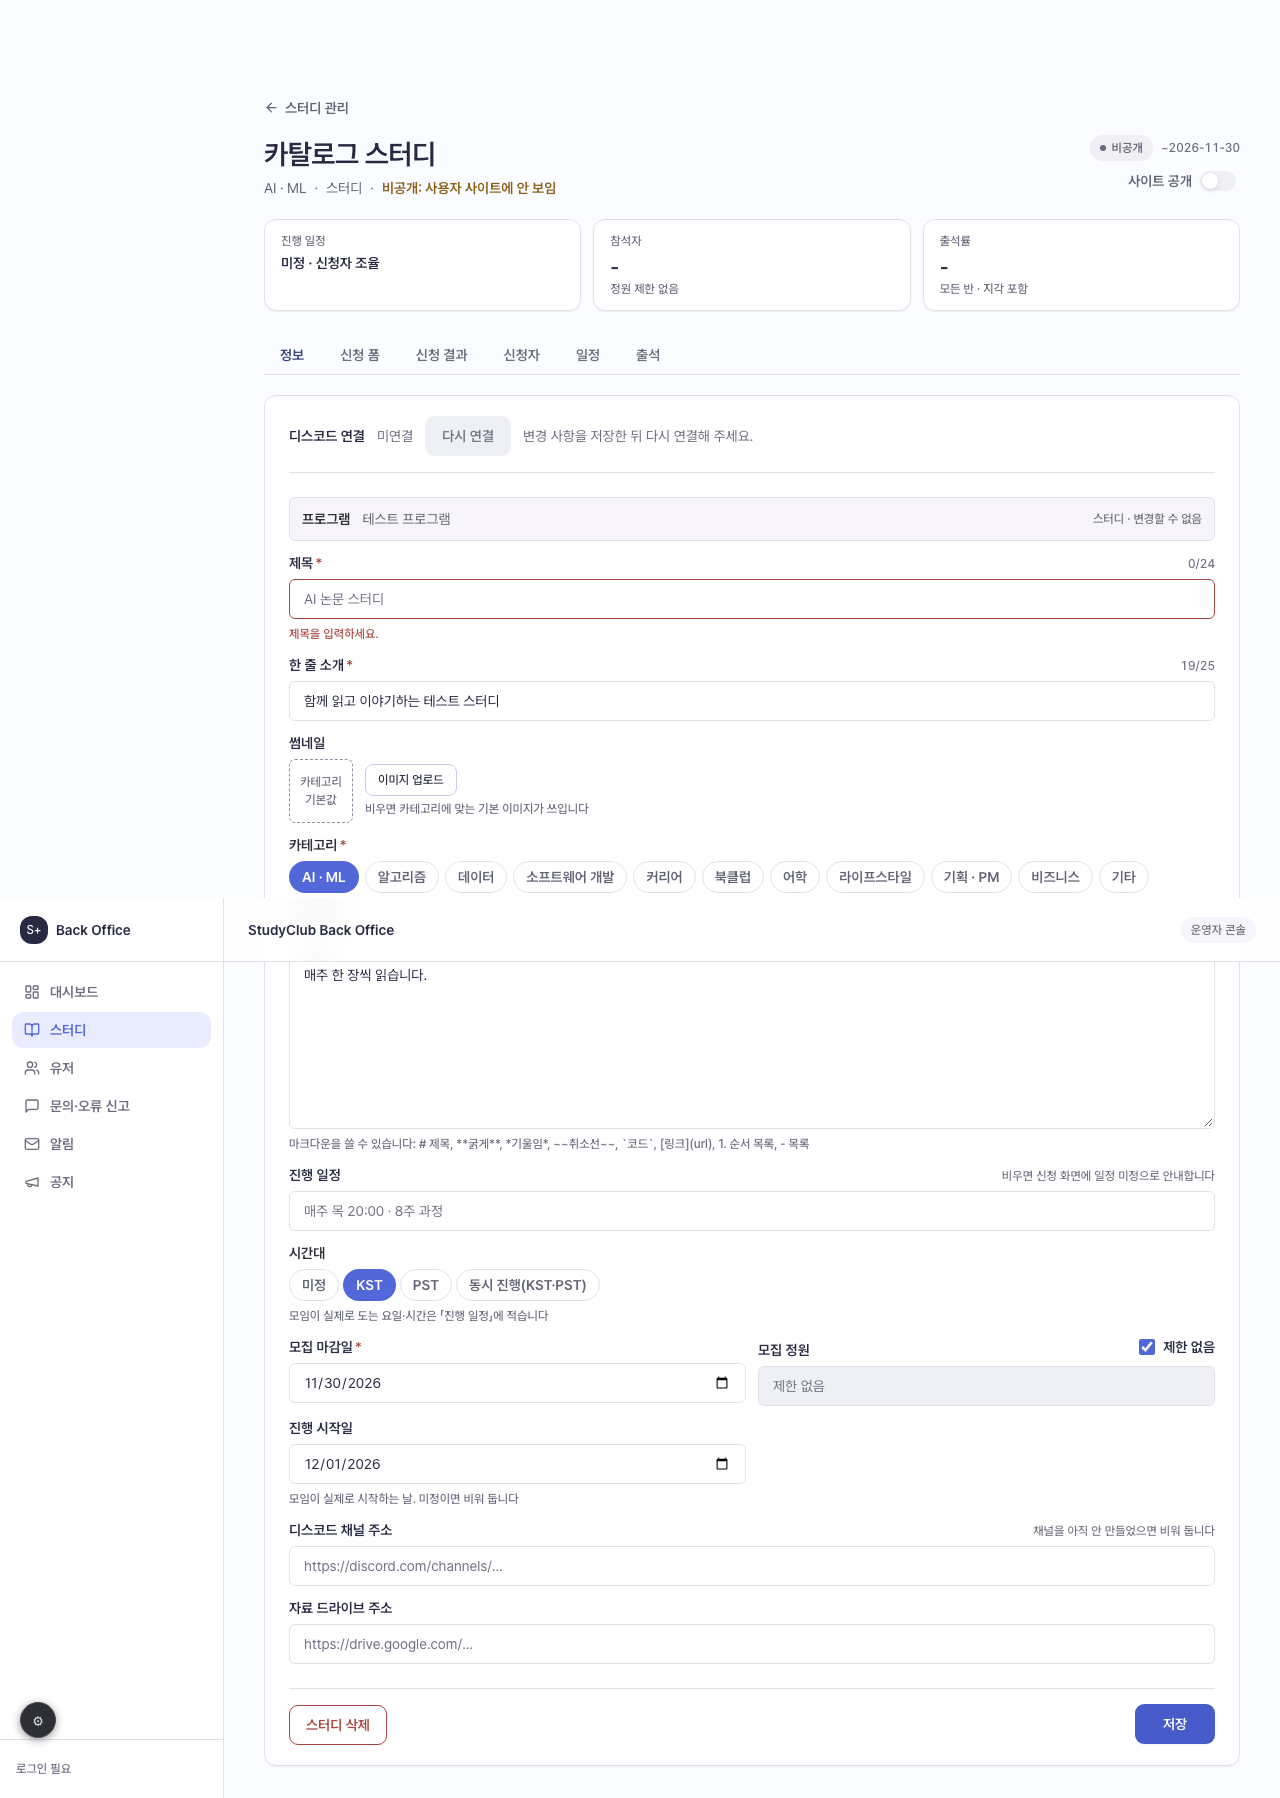 스터디 관리
카탈로그 스터디
비공개 ~2026-11-30
AI · ML · 스터디 · 비공개: 사용자 사이트에 안 보임
사이트 공개
진행 일정
미정 · 신청자 조율
참석자
-
정원 제한 없음
출석률
-
모든 반 · 지각 포함
정보 신청 폼 신청 결과 신청자 일정 출석
디스코드 연결 미연결 다시 연결 변경 사항을 저장한 뒤 다시 연결해 주세요.
프로그램 테스트 프로그램 스터디 · 변경할 수 없음
제목* 0/24
AI 논문 스터디
제목을 입력하세요.
한 줄 소개* 19/25
함께 읽고 이야기하는 테스트 스터디
썸네일
카테고리
기본값
이미지 업로드
비우면 카테고리에 맞는 기본 이미지가 쓰입니다
카테고리*
AI · ML 알고리즘 데이터 소프트웨어 개발 커리어 북클럽 어학 라이프스타일 기획 · PM 비즈니스 기타
S+ Back Office
StudyClub Back Office
운영자 콘솔
대시보드
스터디
유저
문의·오류 신고
알림
공지
매주 한 장씩 읽습니다.
마크다운을 쓸 수 있습니다: # 제목, **굵게**, *기울임*, ~~취소선~~, `코드`, [링크](url), 1. 순서 목록, - 목록
진행 일정 비우면 신청 화면에 일정 미정으로 안내합니다
매주 목 20:00 · 8주 과정
시간대
미정 KST PST 동시 진행(KST·PST)
모임이 실제로 도는 요일·시간은 「진행 일정」에 적습니다
모집 마감일*
11/30/2026
모집 정원 제한 없음
제한 없음
진행 시작일
12/01/2026
모임이 실제로 시작하는 날. 미정이면 비워 둡니다
디스코드 채널 주소 채널을 아직 안 만들었으면 비워 둡니다
https://discord.com/channels/...
자료 드라이브 주소
https://drive.google.com/...
스터디 삭제 저장
로그인 필요